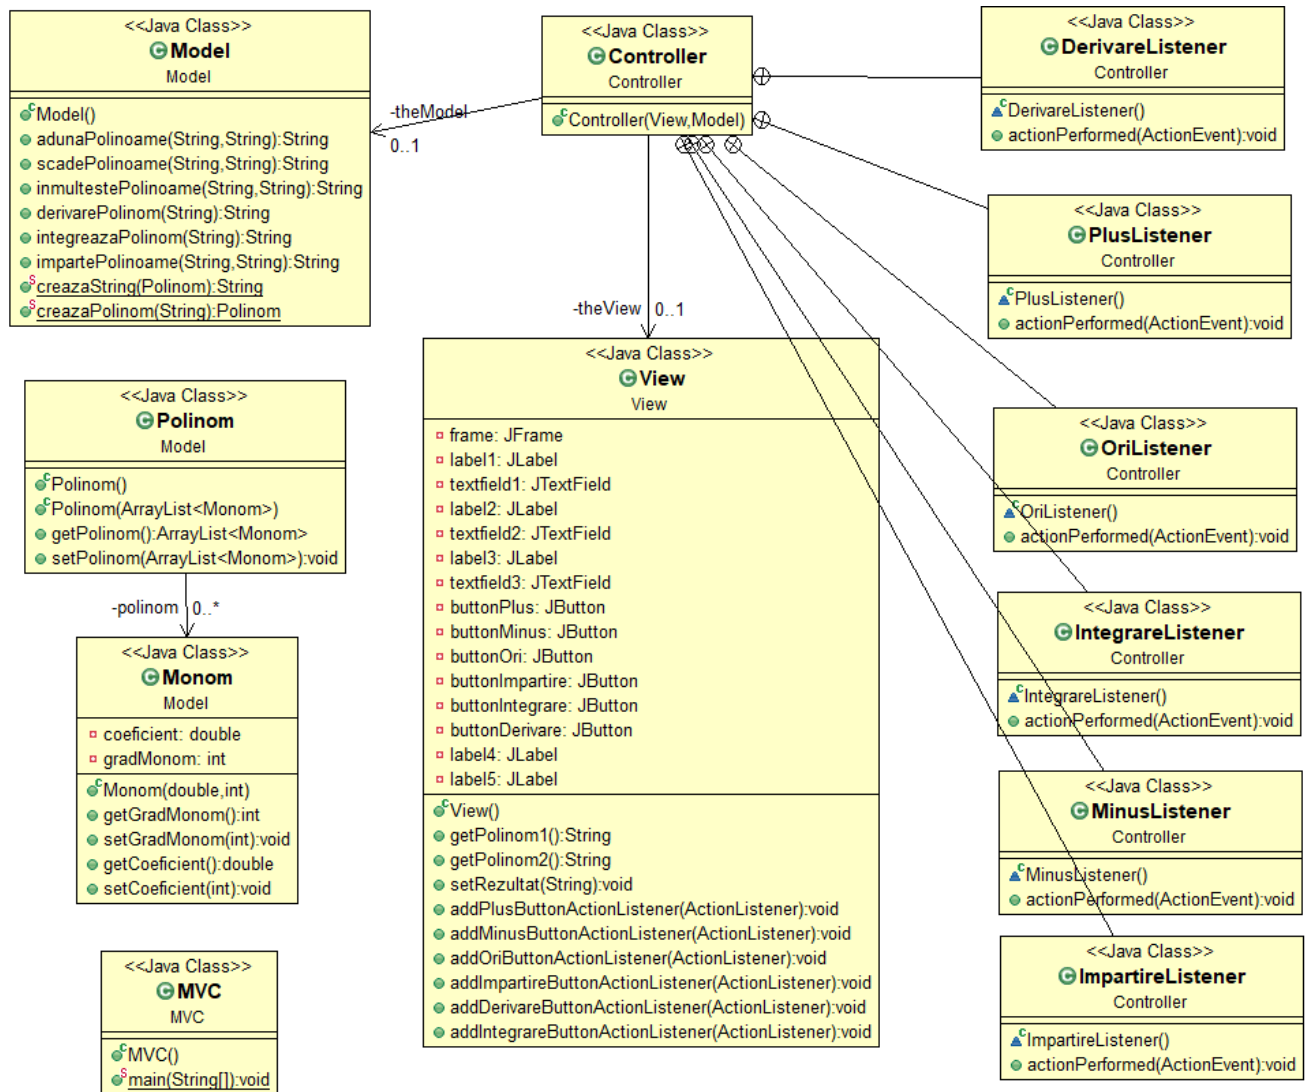 <<Java Class>>
Model
Model
Model()
adunaPolinoame(String,String):String
scadePolinoame(String,String):String
inmultestePolinoame(String,String):String
derivarePolinom(String):String
integreazaPolinom(String):String
impartePolinoame(String,String):String
creazaString(Polinom):String
creazaPolinom(String):Polinom
-theModel
0..1
<<Java Class>>
Controller
Controller
Controller(View,Model)
<<Java Class>>
DerivareListener
Controller
DerivareListener()
actionPerformed(ActionEvent):void
<<Java Class>>
PlusListener
Controller
PlusListener()
actionPerformed(ActionEvent):void
-theView
0..1
<<Java Class>>
View
View
frame: JFrame
label1: JLabel
textfield1: JTextField
label2: JLabel
textfield2: JTextField
label3: JLabel
textfield3: JTextField
buttonPlus: JButton
buttonMinus: JButton
buttonOri: JButton
buttonImpartire: JButton
buttonIntegrare: JButton
buttonDerivare: JButton
label4: JLabel
label5: JLabel
View()
getPolinom1():String
getPolinom2():String
setRezultat(String):void
addPlusButtonActionListener(ActionListener):void
addMinusButtonActionListener(ActionListener):void
addOriButtonActionListener(ActionListener):void
addImpartireButtonActionListener(ActionListener):void
addDerivareButtonActionListener(ActionListener):void
addIntegrareButtonActionListener(ActionListener):void
<<Java Class>>
Polinom
Model
Polinom()
Polinom(ArrayList<Monom>)
getPolinom():ArrayList<Monom>
setPolinom(ArrayList<Monom>):void
-polinom
0..*
<<Java Class>>
Monom
Model
coeficient: double
gradMonom: int
Monom(double,int)
getGradMonom():int
setGradMonom(int):void
getCoeficient():double
setCoeficient(int):void
<<Java Class>>
MVC
MVC
MVC()
main(String[]):void
<<Java Class>>
OriListener
Controller
OriListener()
actionPerformed(ActionEvent):void
<<Java Class>>
IntegrareListener
Controller
IntegrareListener()
actionPerformed(ActionEvent):void
<<Java Class>>
MinusListener
Controller
MinusListener()
actionPerformed(ActionEvent):void
<<Java Class>>
ImpartireListener
Controller
ImpartireListener()
actionPerformed(ActionEvent):void